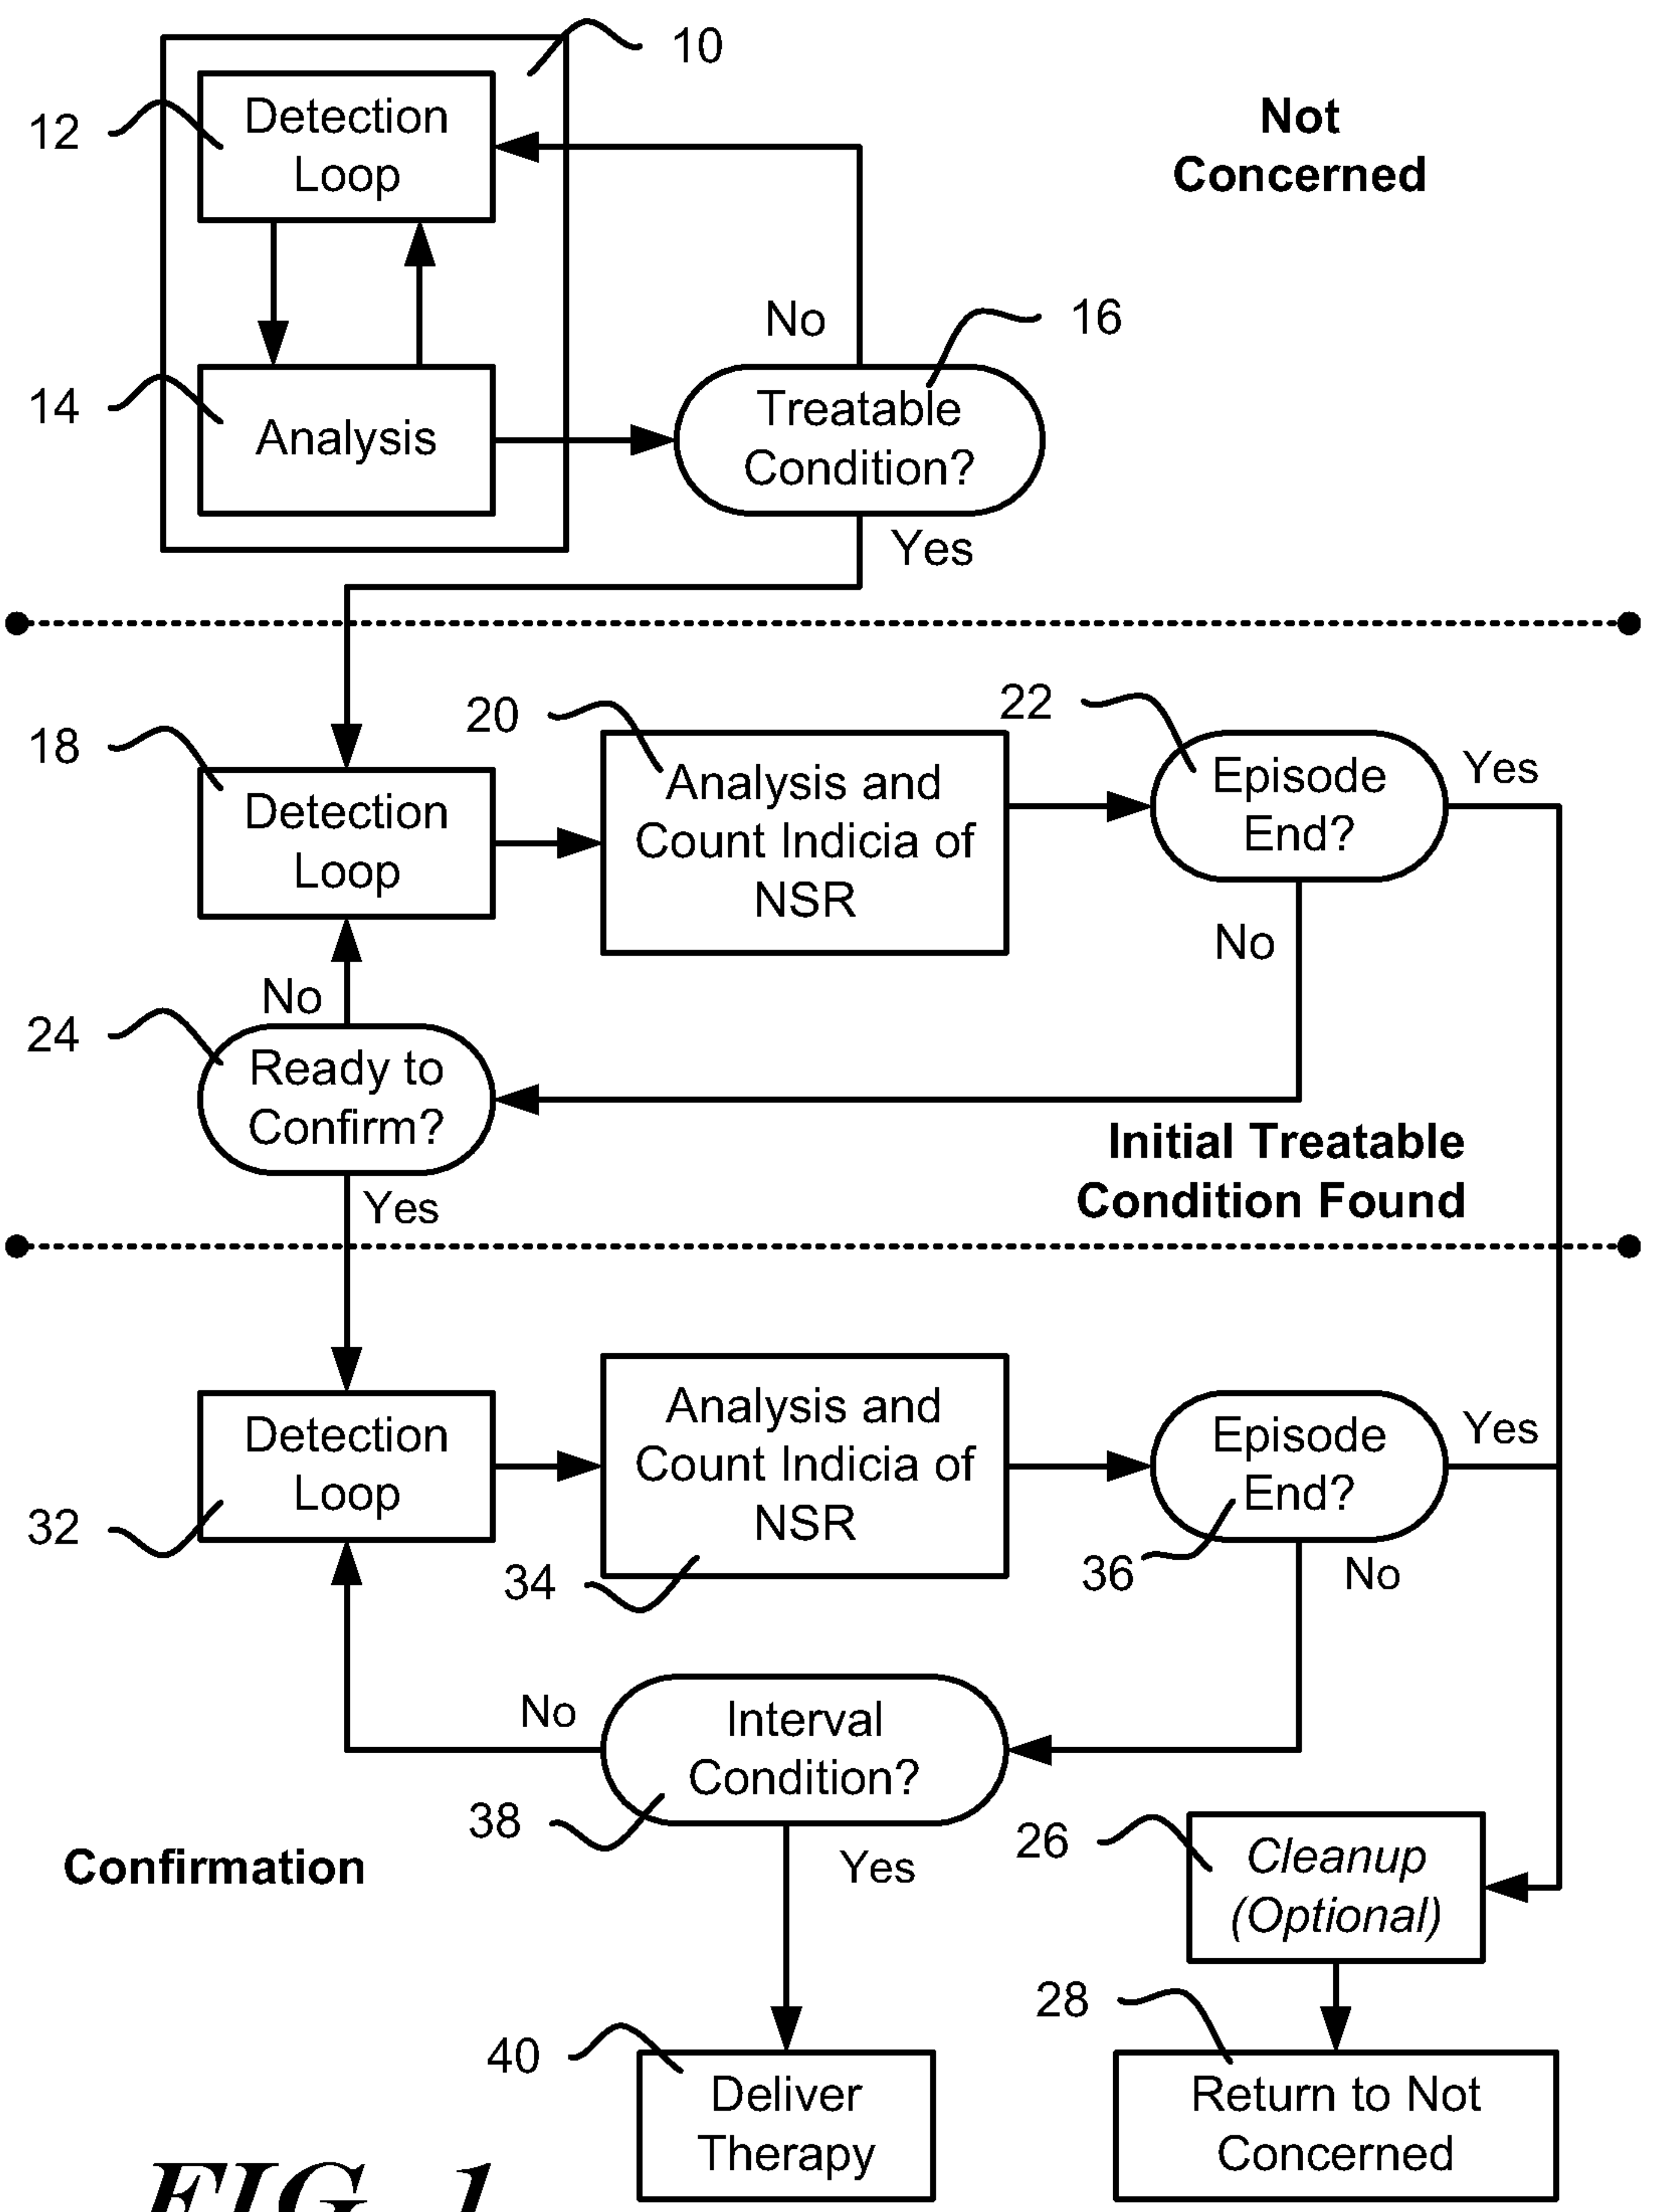 10
12
Detection
Loop
Not
Concerned
No
16
14
Analysis
Treatable
Condition?
Yes
20
22
18
Detection
Loop
Analysis and
Count Indicia of
NSR
Episode
End?
Yes
No
No
24
Ready to
Confirm?
Initial Treatable
Condition Found
Yes
Detection
Loop
32
Analysis and
Count Indicia of
NSR
34
Episode
End?
36
Yes
No
No
Interval
Condition?
38
Yes
Confirmation
26
Cleanup
(Optional)
28
40
Deliver
Therapy
Return to Not
Concerned
FIG. 1